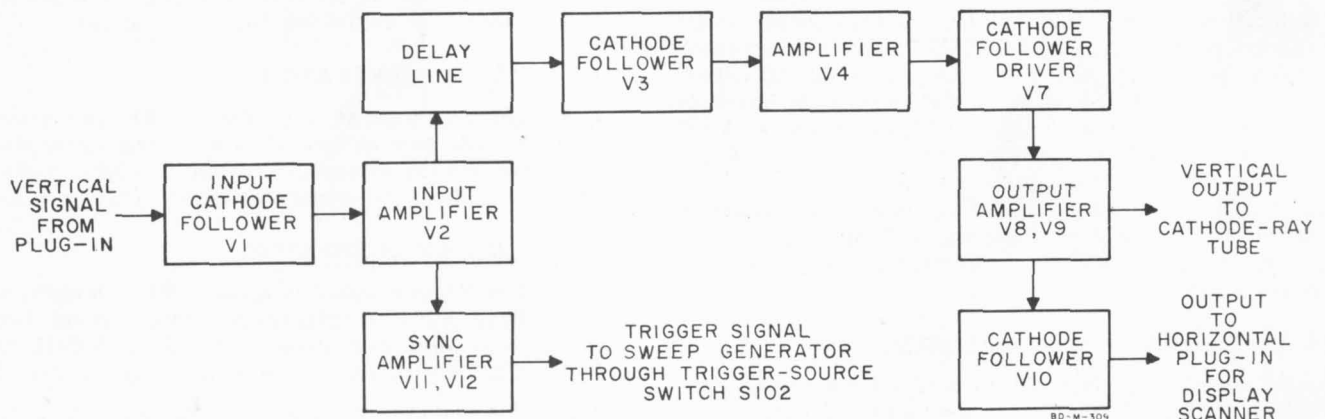 DELAY
LINE
CATHODE
FOLLOWER
V3
AMPLIFIER
V4
CATHODE
FOLLOWER
DRIVER
V7
VERTICAL
SIGNAL
FROM
PLUG-IN
INPUT
CATHODE
FOLLOWER
V1
INPUT
AMPLIFIER
V2
OUTPUT
AMPLIFIER
V8,V9
VERTICAL
OUTPUT
TO
CATHODE-RAY
TUBE
SYNC
AMPLIFIER
V11,V12
TRIGGER SIGNAL
TO SWEEP GENERATOR
THROUGH TRIGGER-SOURCE
SWITCH S102
CATHODE
FOLLOWER
V10
OUTPUT
TO
HORIZONTAL
PLUG-IN
FOR
DISPLAY
SCANNER
BD-M-309